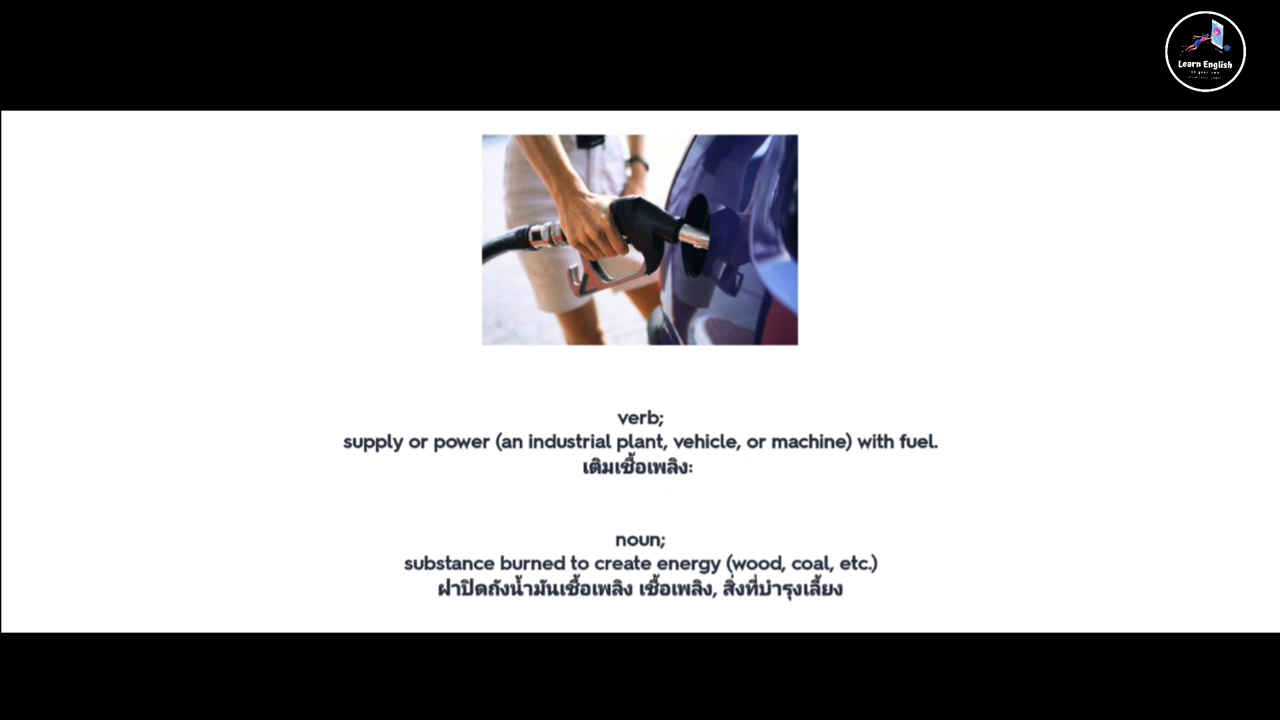 Learn English
verb;
supply or power (an industrial plant, vehicle, or machine) with fuel.
เติมเชื้อเพลิง:
noun;
substance burned to create energy (wood, coal, etc.)
ฝาปิดถังน้ำมันเชื้อเพลิง เชื้อเพลิง, สิ่งที่บำรุงเลี้ยง